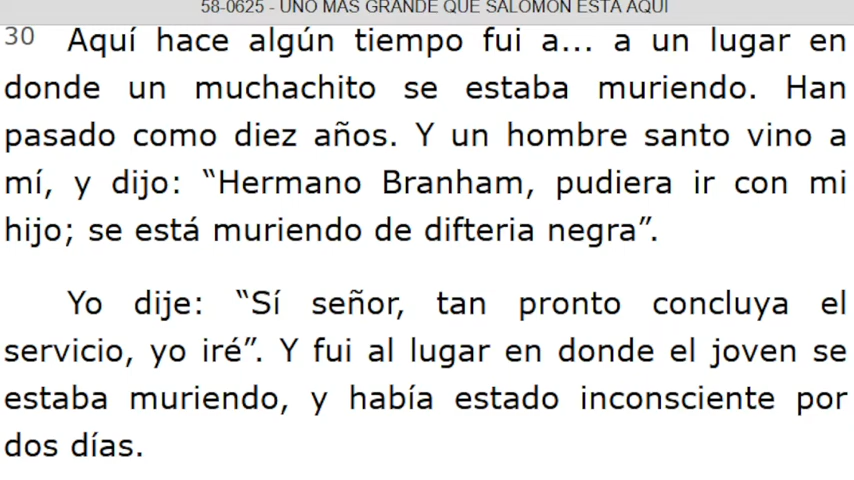 58-0625 - UNO MAS GRANDE QUE SALOMON ESTA AQUI
30 Aquí hace algún tiempo fui a... a un lugar en
donde un muchachito se estaba muriendo. Han
pasado como diez años. Y un hombre santo vino a
mí, y dijo: “Hermano Branham, pudiera ir con mi
hijo; se está muriendo de difteria negra”.
Yo dije: “Sí señor, tan pronto concluya el
servicio, yo iré”. Y fui al lugar en donde el joven se
estaba muriendo, y había estado inconsciente por
dos días.